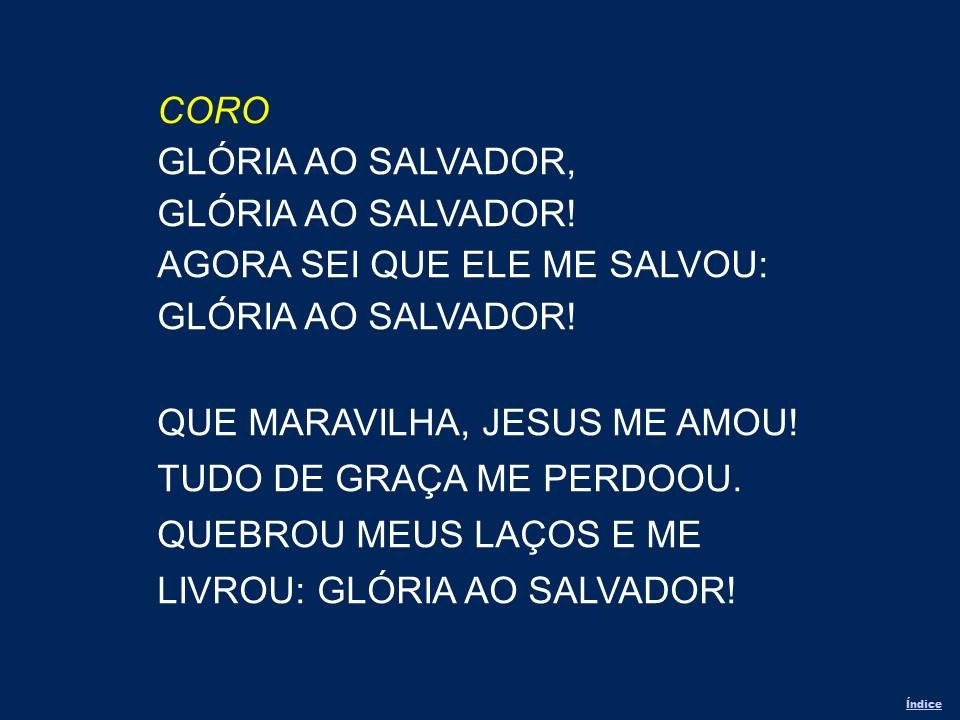 CORO
GLÓRIA AO SALVADOR,
GLÓRIA AO SALVADOR!
AGORA SEI QUE ELE ME SALVOU:
GLÓRIA AO SALVADOR!
QUE MARAVILHA, JESUS ME AMOU!
TUDO DE GRAÇA ME PERDOOU.
QUEBROU MEUS LAÇOS E ME
LIVROU: GLÓRIA AO SALVADOR!
Índice